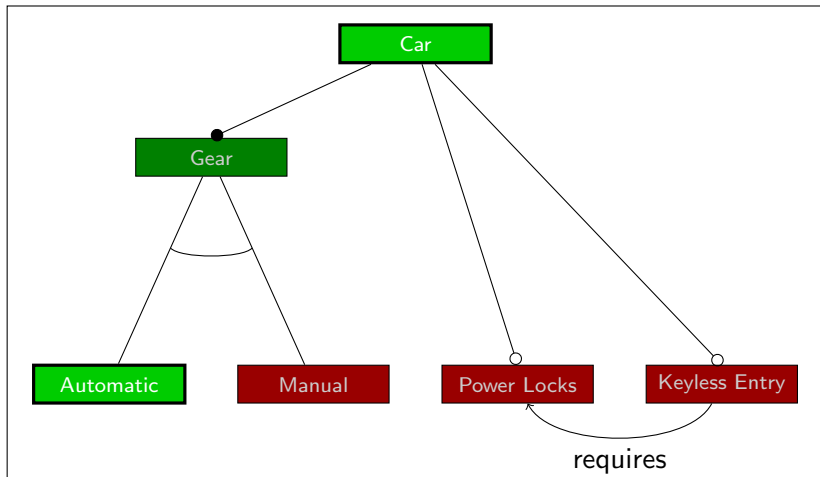 Car
Gear
Automatic
Manual
Power Locks
Keyless Entry
requires